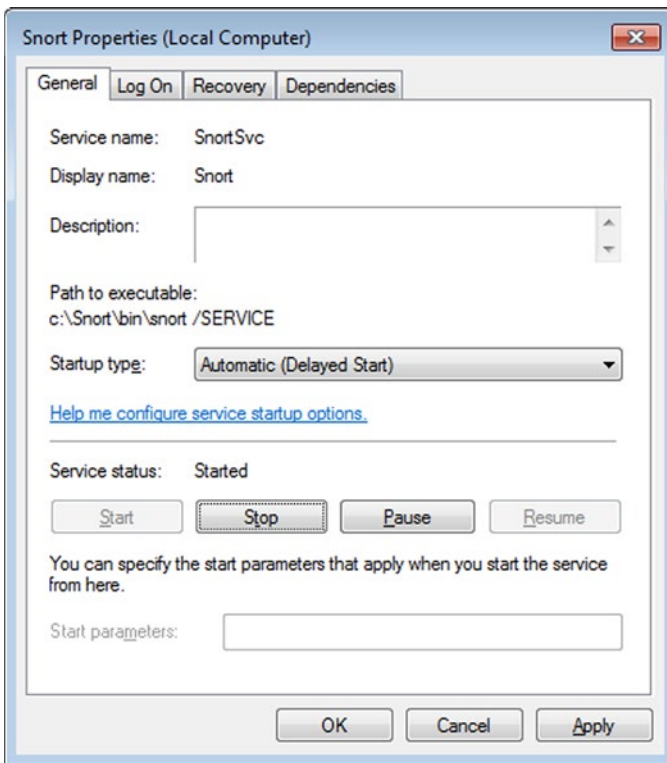 Snort Properties (Local Computer)
General Log On Recovery Dependencies
Service name: SnortSvc
Display name: Snort
Description:
Path to executable:
c:\Snort\bin\snort /SERVICE
Startup type: Automatic (Delayed Start)
Help me configure service startup options.
Service status: Started
Start Stop Pause Resume
You can specify the start parameters that apply when you start the service
from here.
Start parameters:
OK Cancel Apply